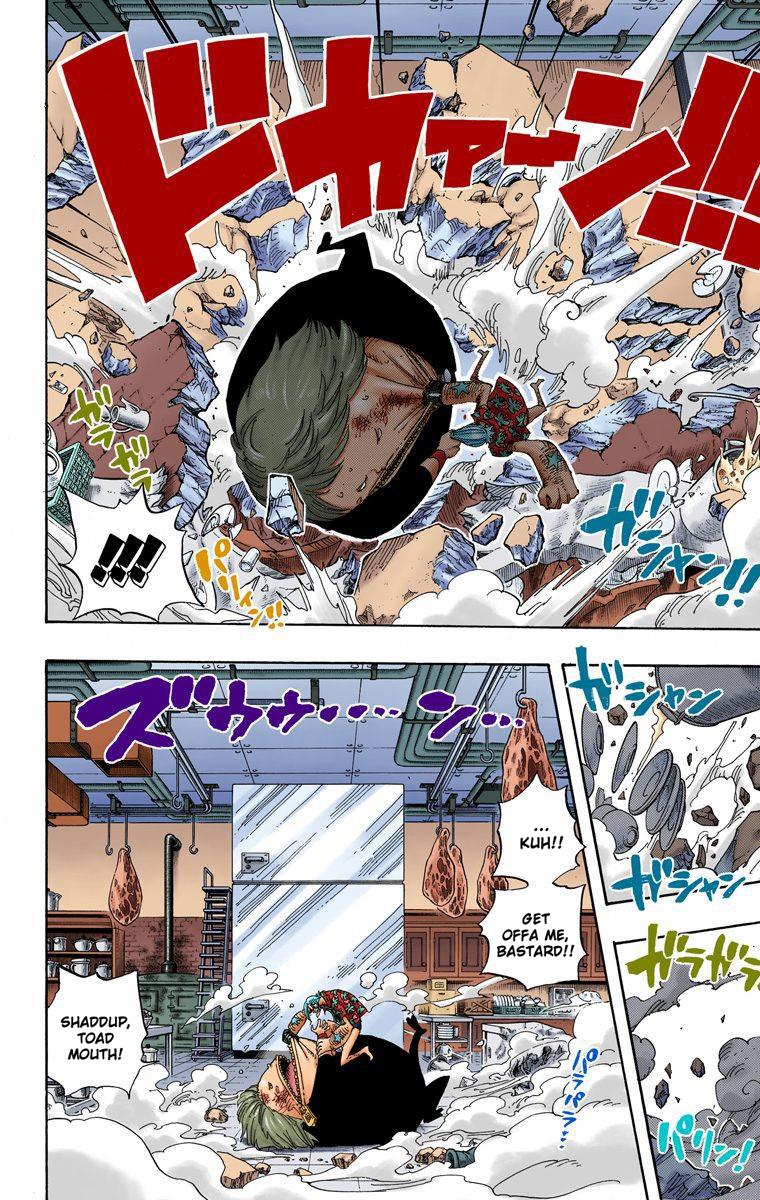 ドカァーン!!!
ガラガラ
!!!
パリィン!!
ガシャン!!
ガシャン
ガシャン
ガラガラ
パリン!
ズゥゥ・・・ン・・・
...
KUH!!
GET
OFFA ME,
BASTARD!!
SHADDUP,
TOAD
MOUTH!
パラパラ…